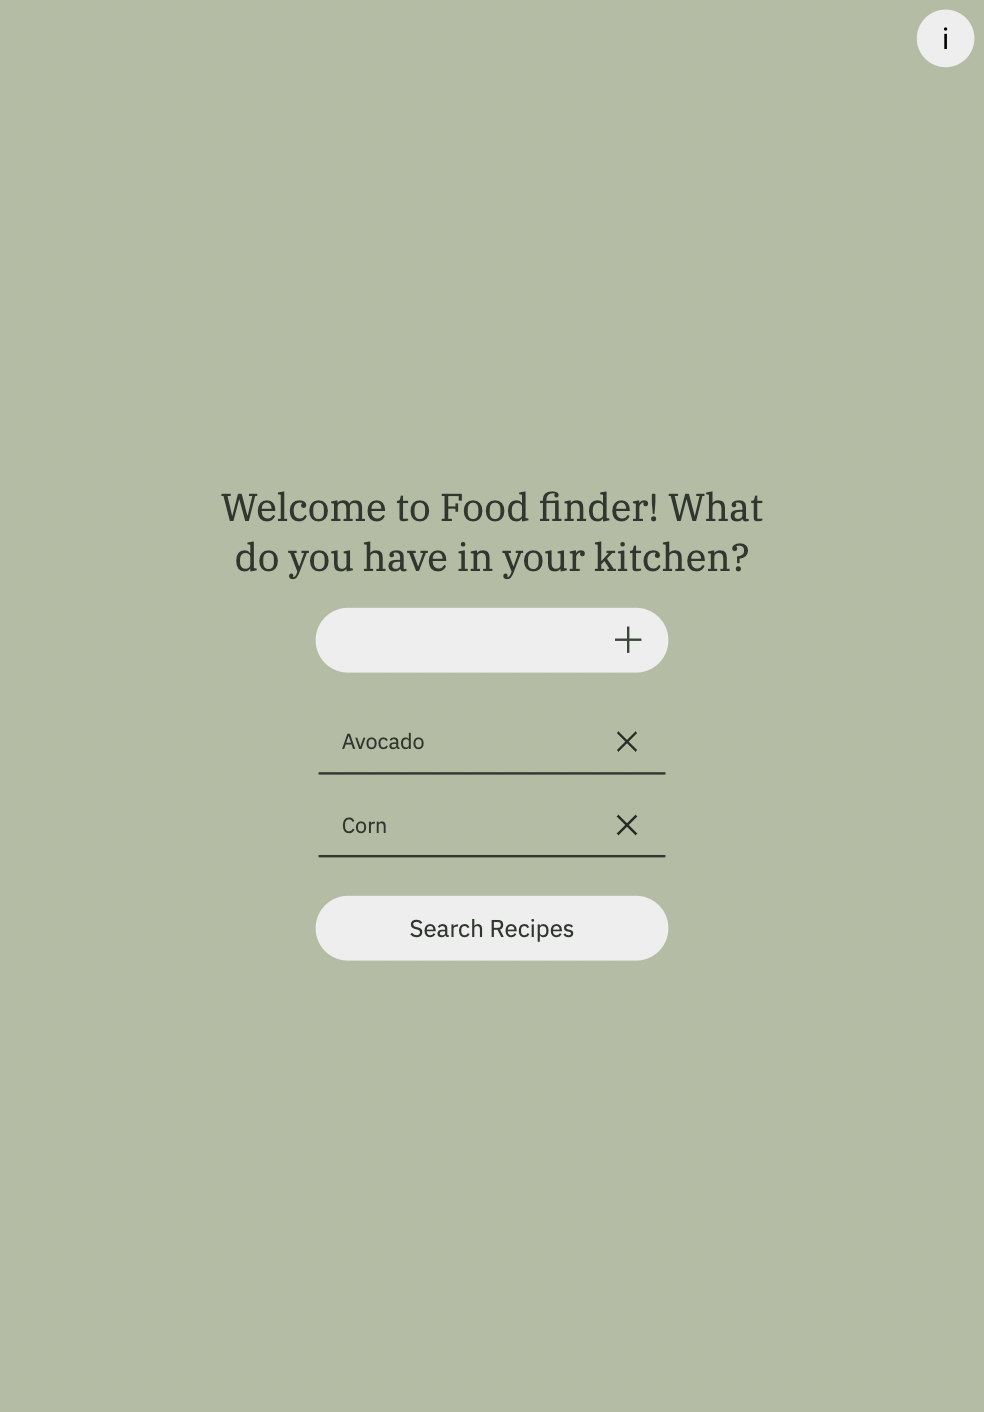 i
Welcome to Food finder! What
do you have in your kitchen?
Avocado
Corn
Search Recipes